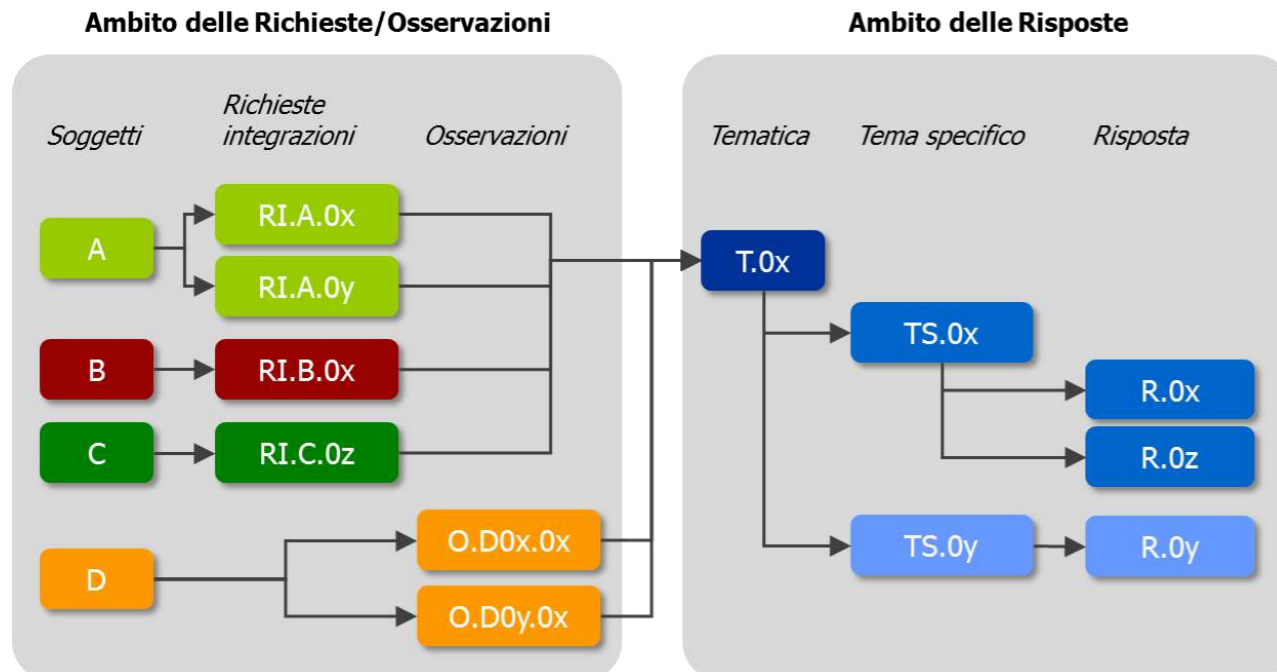 Ambito delle Richieste/Osservazioni
Ambito delle Risposte
Soggetti
Richieste
integrazioni
Osservazioni
Tematica
Tema specifico
Risposta
A
RI.A.0x
RI.A.0y
B
RI.B.0x
C
RI.C.0z
D
O.D0x.0x
O.D0y.0x
T.0x
TS.0x
R.0x
R.0z
TS.0y
R.0y